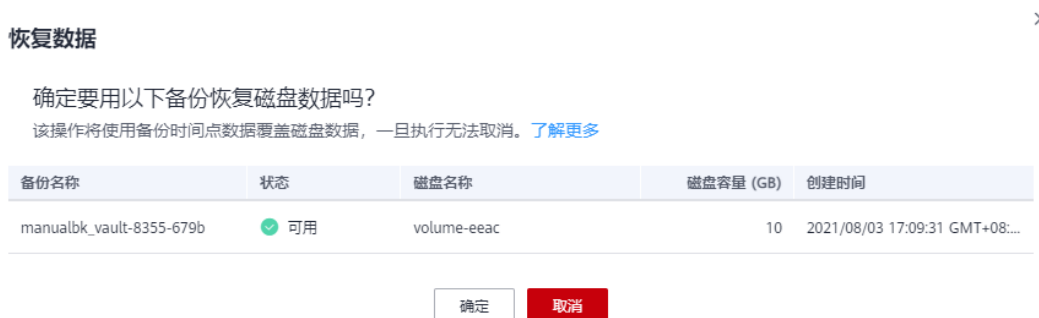 恢复数据
确定要用以下备份恢复磁盘数据吗?
该操作将使用备份时间点数据覆盖磁盘数据，一旦执行无法取消。了解更多
备份名称 状态 磁盘名称 磁盘容量 (GB) 创建时间
manualbk_vault-8355-679b 可用 volume-eeac 10 2021/08/03 17:09:31 GMT+08:...
确定 取消